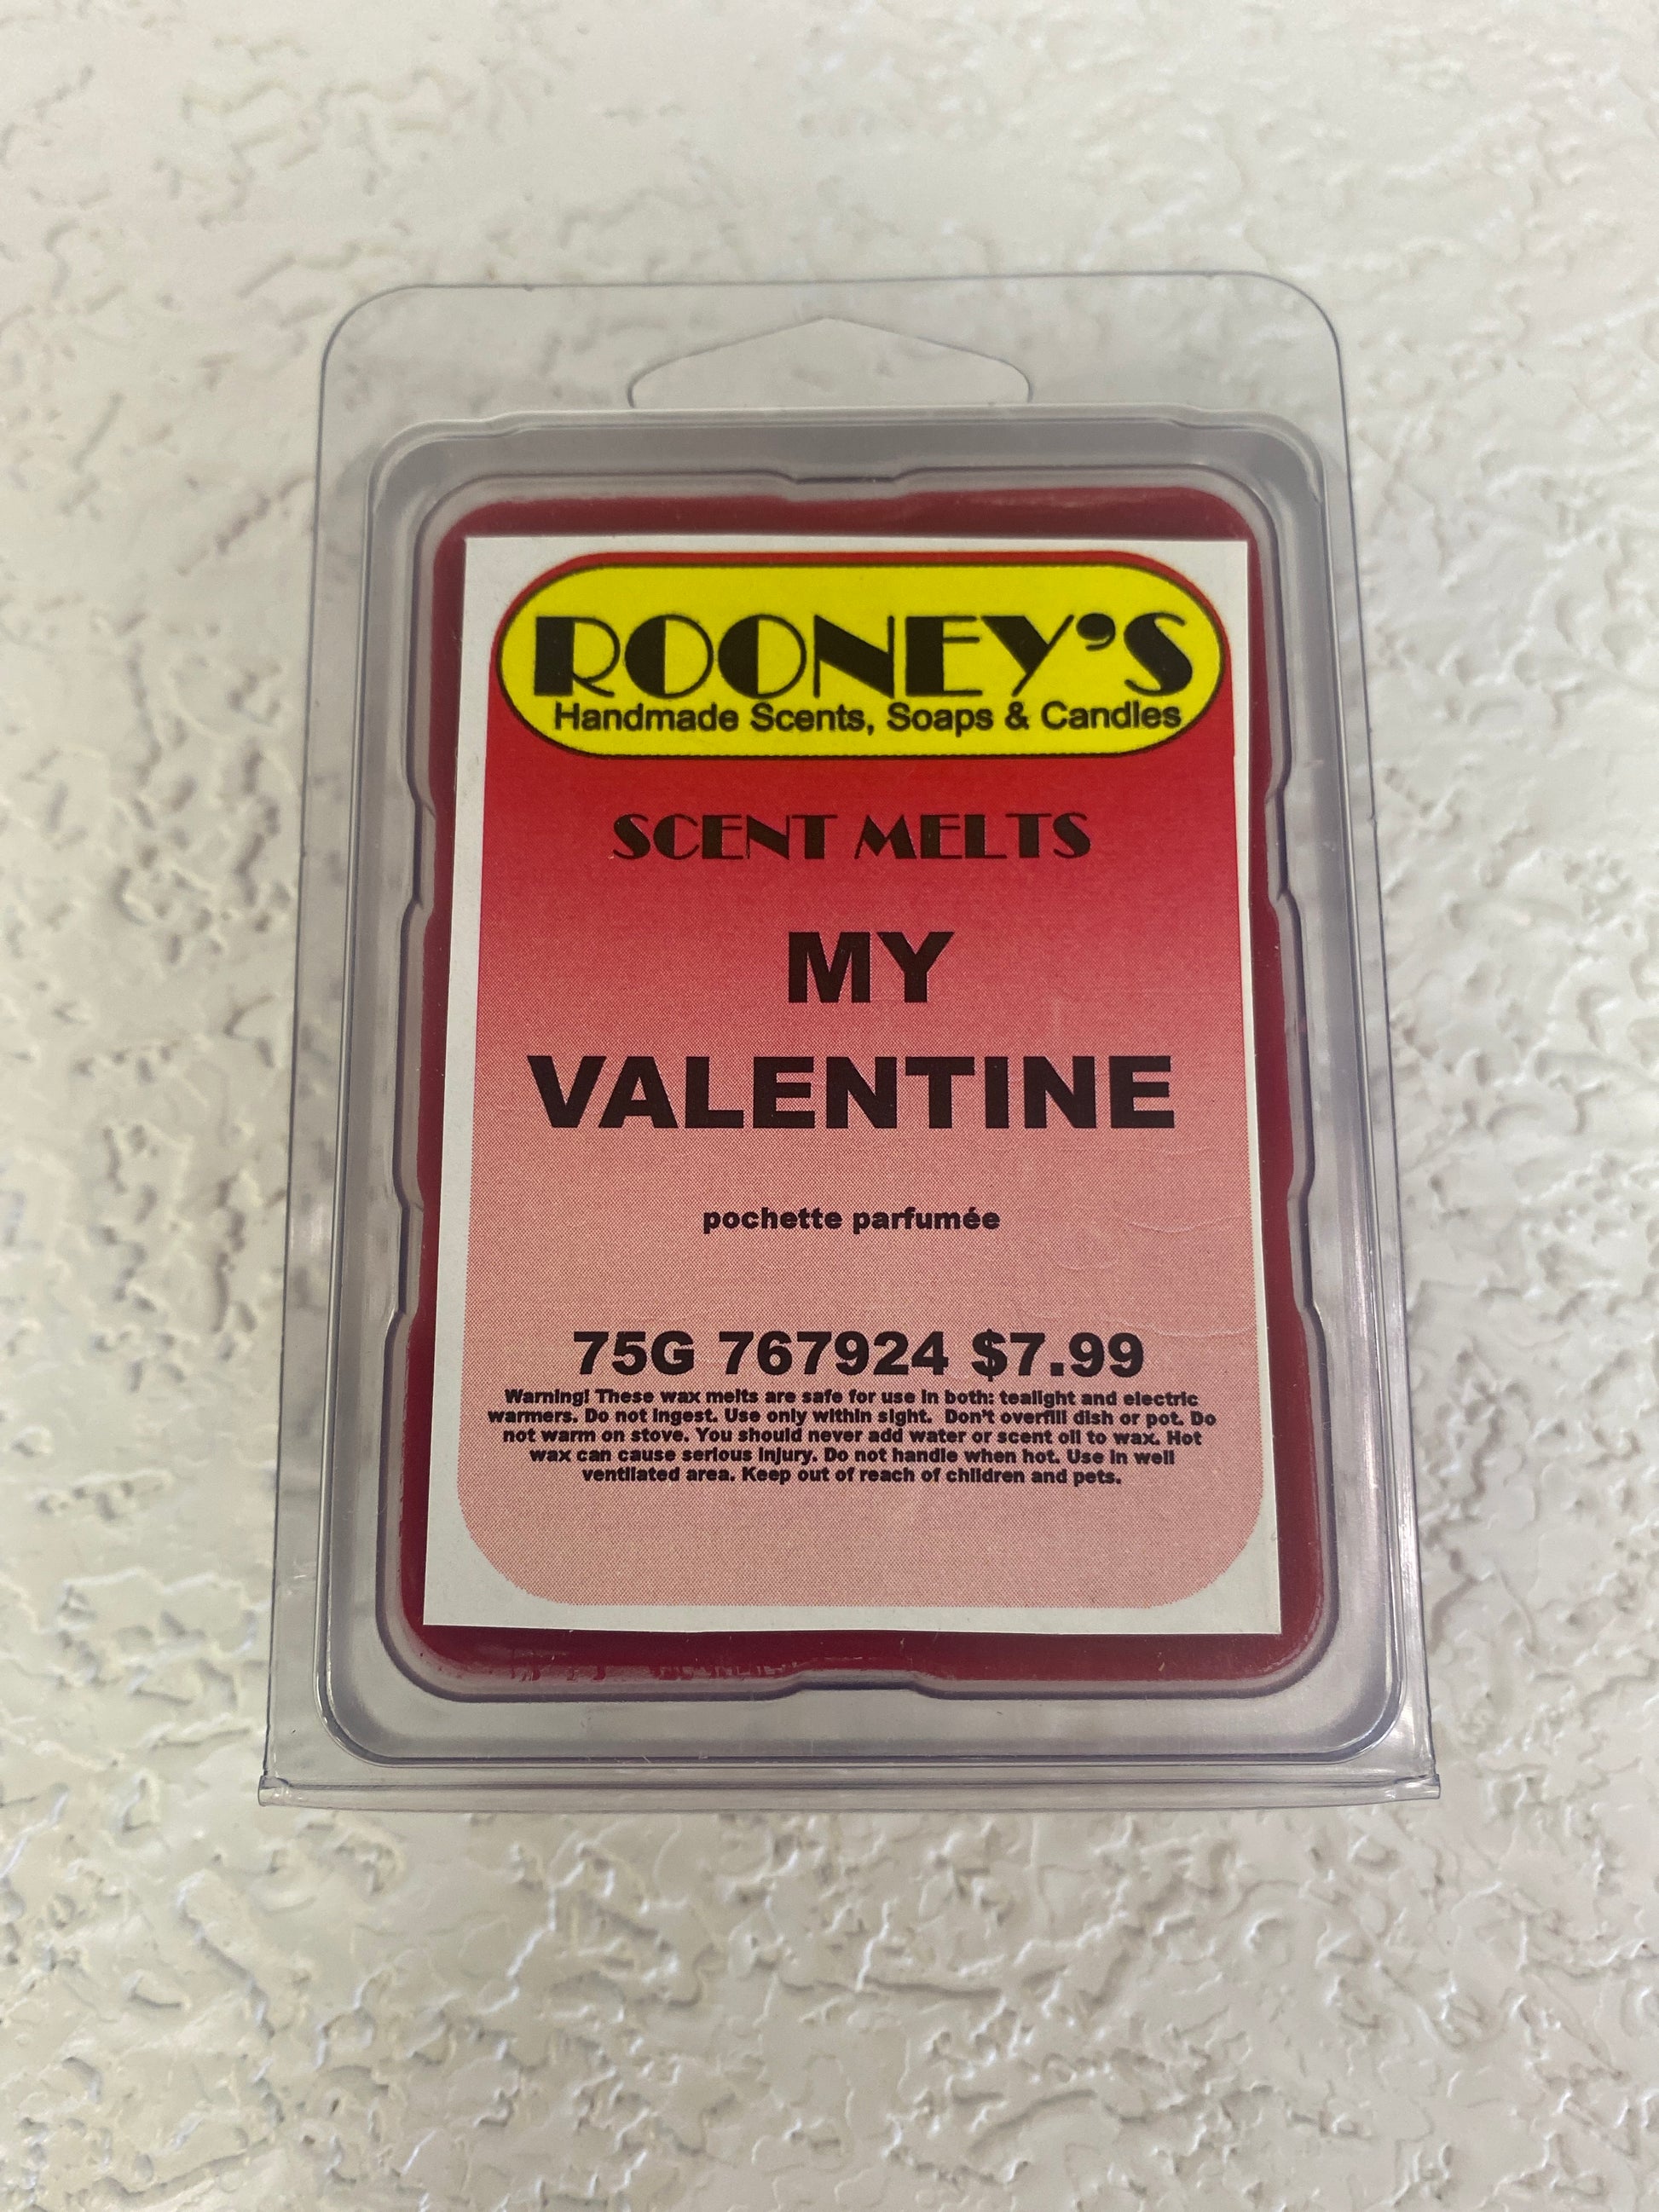 ROONEY'S
Handmade Scents, Soaps & Candles
SCENT MELTS
MY
VALENTINE
pochette parfumée
75G 767924 $7.99
Warning! These wax melts are safe for use in both: tealight and electric
warmers. Do not ingest. Use only within sight. Don't overfill dish or pot. Do
not warm on stove. You should never add water or scent oil to wax. Hot
wax can cause serious injury. Do not handle when hot. Use in well
ventilated area. Keep out of reach of children and pets.